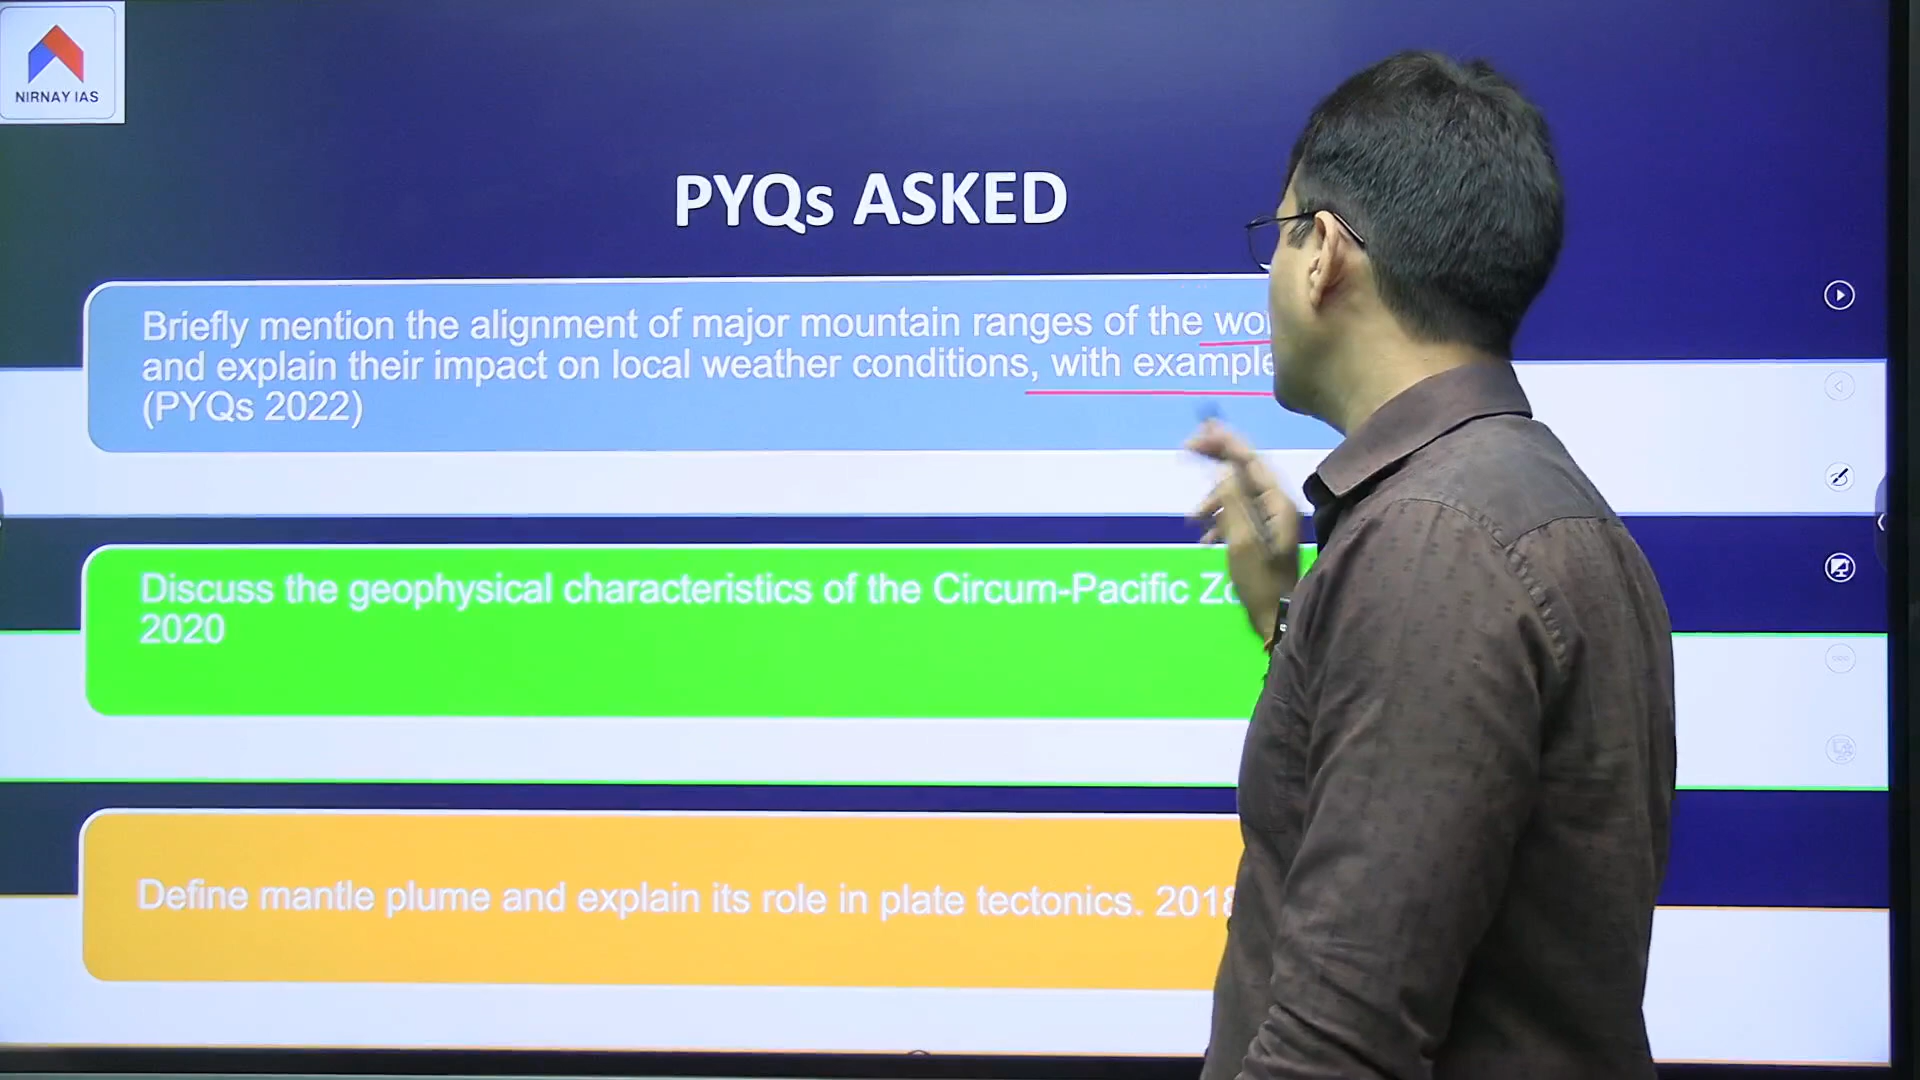 NIRNAY IAS
PYQs ASKED
Briefly mention the alignment of major mountain ranges of the
and explain their impact on local weather conditions, with
(PYQs 2022)
Discuss the geophysical characteristics of the Circum-Pacific
2020
Define mantle plume and explain its role in plate tectonics. 2018